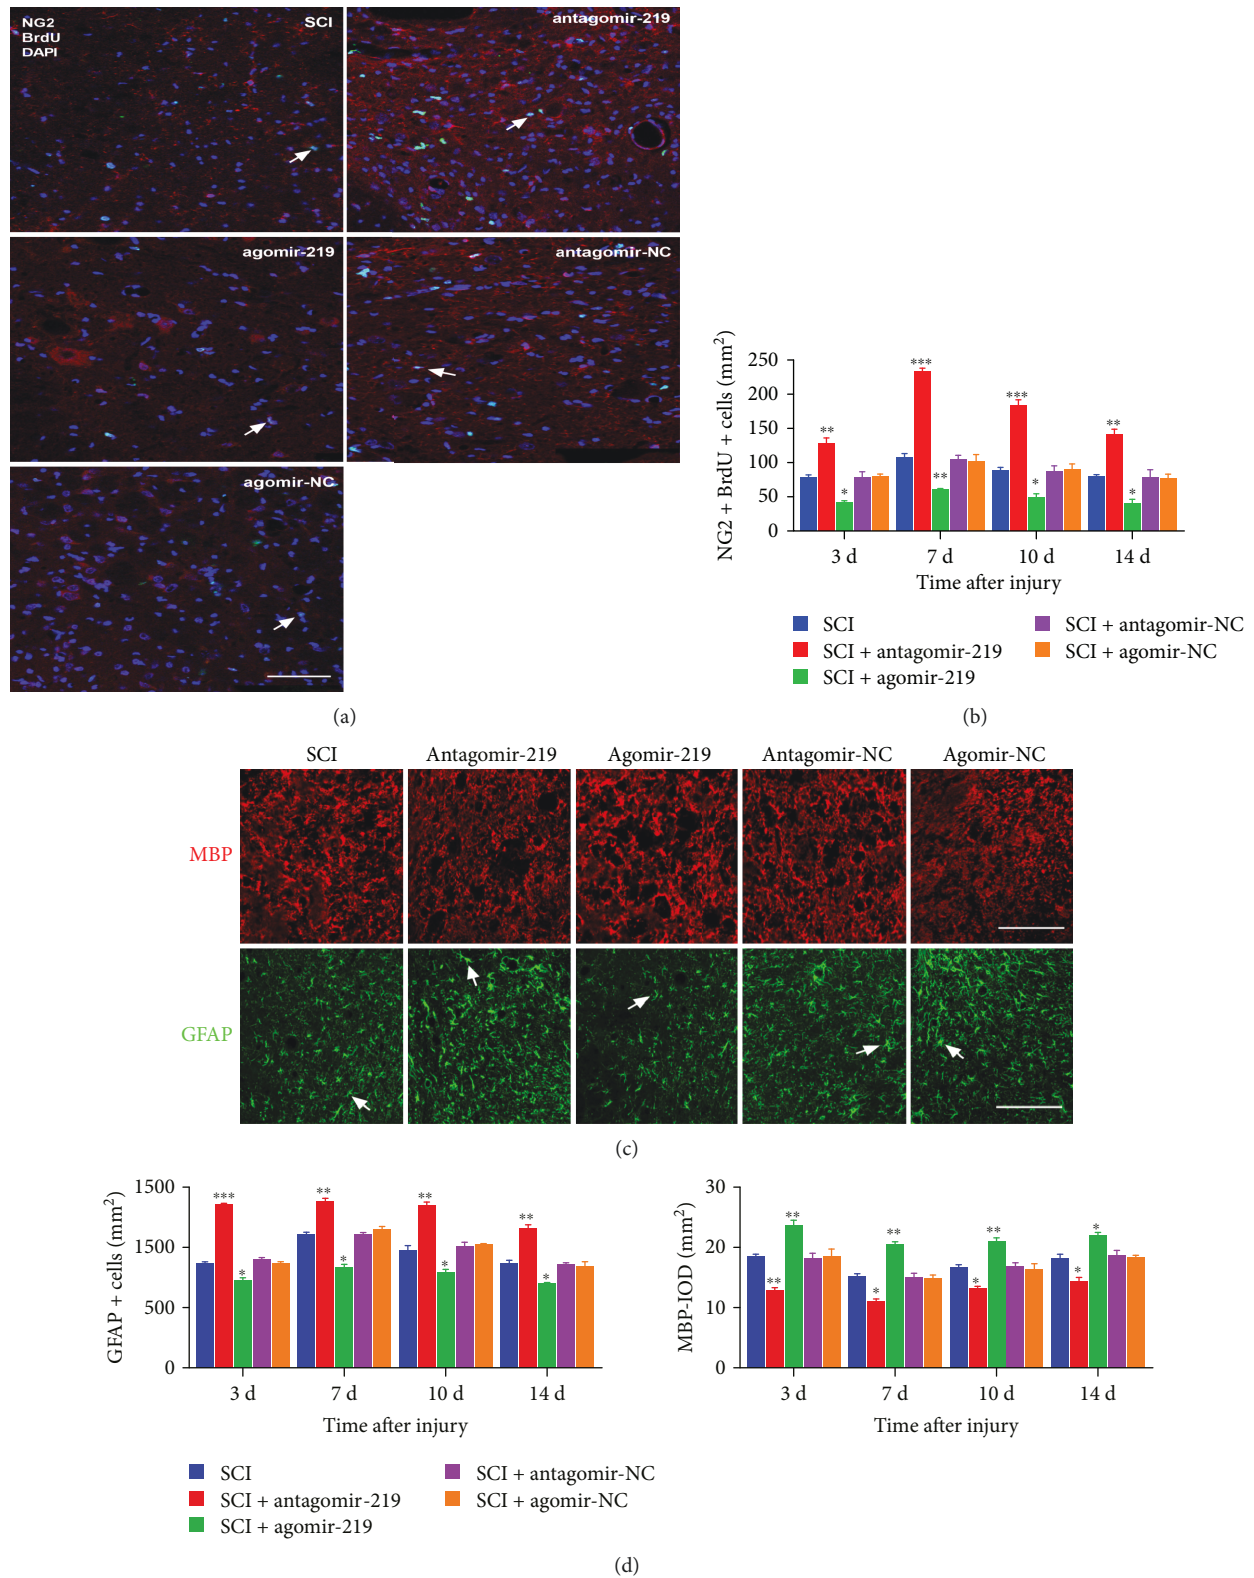 NG2
BrdU
DAPI
SCI
antagomir-219
agomir-219
antagomir-NC
agomir-NC
(a)
NG2 + BrdU + cells (mm²)
250
200
150
100
50
0
***
***
**
**
**
*
*
*
3 d 7 d 10 d 14 d
Time after injury
SCI
SCI + antagomir-219
SCI + agomir-219
SCI + antagomir-NC
SCI + agomir-NC
(b)
SCI Antagomir-219 Agomir-219 Antagomir-NC Agomir-NC
MBP
GFAP
(c)
GFAP + cells (mm²)
1500
1500
500
0
*** ** ** **
* * * *
3 d 7 d 10 d 14 d
Time after injury
MBP-IOD (mm²)
30
20
10
0
** ** ** *
** * * *
3 d 7 d 10 d 14 d
Time after injury
SCI
SCI + antagomir-219
SCI + agomir-219
SCI + antagomir-NC
SCI + agomir-NC
(d)